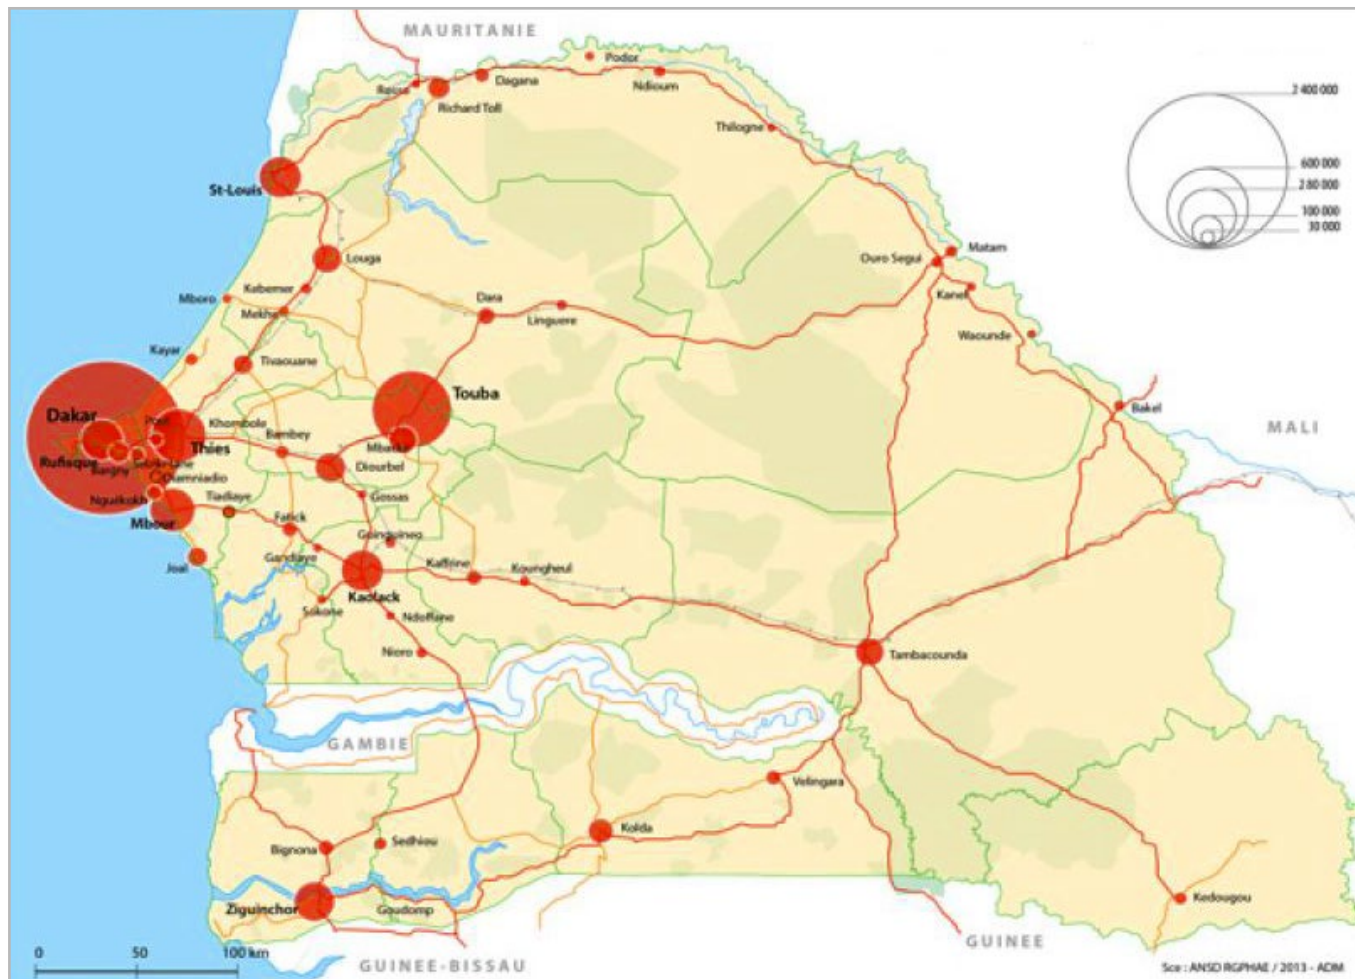 MAURITANIE
Podor
Dagana
Rosso
Ndioum
Richard Toll
2 400 000
Thilogne
600 000
280 000
100 000
30 000
St-Louis
Matam
Louga
Ouro Segui
Kebemer
Kanel
Mboro
Dara
Mekhe
Linguere
Waounde
Kayar
Tivaouane
Touba
Dakar
Bakel
Pout
Khombole
MALI
Bambey
Mbacke
Thies
Rufisque
Bargny
Diourbel
Diamniadio
Nguekokh
Tiadiaye
Gossas
Mbour
Fatick
Guinguineo
Gandiaye
Kaffrine
Koungheul
Joal
Kaolack
Sokone
Ndoffane
Nioro
Tambacounda
GAMBIE
Velingara
Kolda
Sedhiou
Bignona
Ziguinchor
Goudomp
Kedougou
GUINEE
0 50 100 km
GUINEE-BISSAU
Sce : ANSD RGPHAE / 2013 - ADM